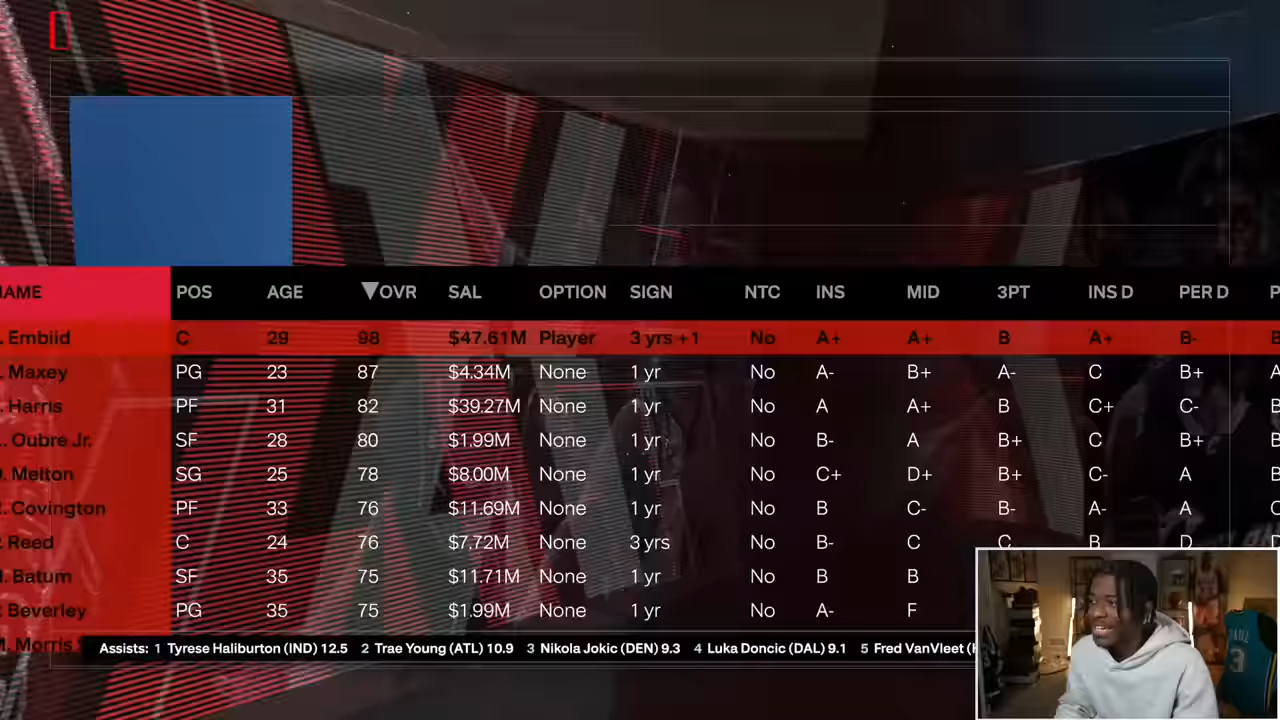 NAME POS AGE ▼OVR SAL OPTION SIGN NTC INS MID 3PT INS D PER D P
. Embiid C 29 98 $47.61M Player 3 yrs +1 No A+ A+ B A+ B- B
. Maxey PG 23 87 $4.34M None 1 yr No A- B+ A- C B+ A
. Harris PF 31 82 $39.27M None 1 yr No A A+ B C+ C- B
. Oubre Jr. SF 28 80 $1.99M None 1 yr No B- A B+ C B+ B
. Melton SG 25 78 $8.00M None 1 yr No C+ D+ B+ C- A B
. Covington PF 33 76 $11.69M None 1 yr No B C- B- A- A C
. Reed C 24 76 $7.72M None 3 yrs No B- C C B D D
. Batum SF 35 75 $11.71M None 1 yr No B B
. Beverley PG 35 75 $1.99M None 1 yr No A- F
M. Morris
Assists: 1 Tyrese Haliburton (IND) 12.5 2 Trae Young (ATL) 10.9 3 Nikola Jokic (DEN) 9.3 4 Luka Doncic (DAL) 9.1 5 Fred VanVleet (
PAUL
3